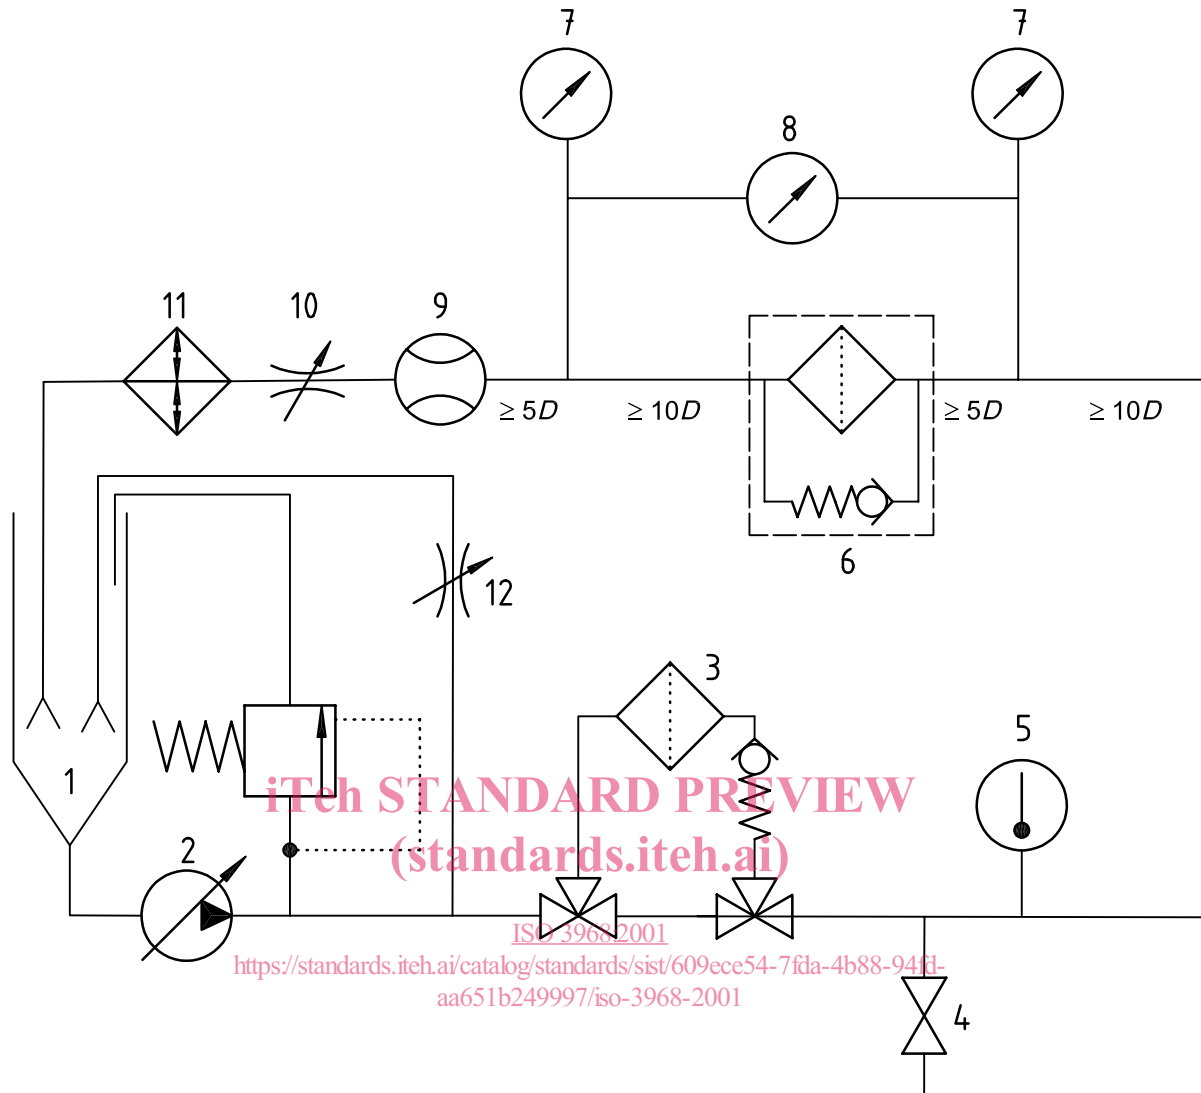 7 7
8
11 10 9
≥ 5D ≥ 10D ≥ 5D ≥ 10D
6
12
3
5
1
iTeh STANDARD PREVIEW
2
(standards.iteh.ai)
ISO 3968:2001
https://standards.iteh.ai/catalog/standards/sist/609ece54-7fda-4b88-94fd-
aa651b249997/iso-3968-2001
4